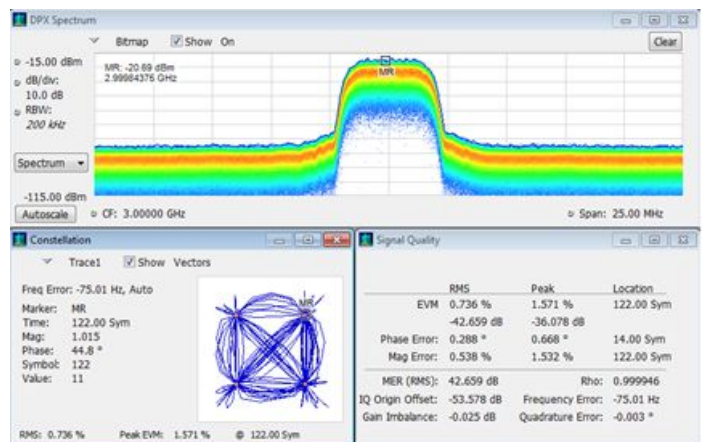 DPX Spectrum
Bitmap Show On Clear
-15.00 dBm
MR: -20.69 dBm
2.99984375 GHz
dB/div:
10.0 dB
RBW:
200 kHz
MR
Spectrum
-115.00 dBm
Autoscale CF: 3.00000 GHz Span: 25.00 MHz
Constellation
Trace1 Show Vectors
Freq Error: -75.01 Hz, Auto
Marker: MR
Time: 122.00 Sym
Mag: 1.015
Phase: 44.8 °
Symbol: 122
Value: 11
MR
RMS: 0.736 % Peak EVM: 1.571 % @ 122.00 Sym
Signal Quality
RMS Peak Location
EVM 0.736 % 1.571 % 122.00 Sym
-42.659 dB -36.078 dB
Phase Error: 0.288 ° 0.668 ° 14.00 Sym
Mag Error: 0.538 % 1.532 % 122.00 Sym
MER (RMS): 42.659 dB Rho: 0.999946
IQ Origin Offset: -53.578 dB Frequency Error: -75.01 Hz
Gain Imbalance: -0.025 dB Quadrature Error: -0.003 °